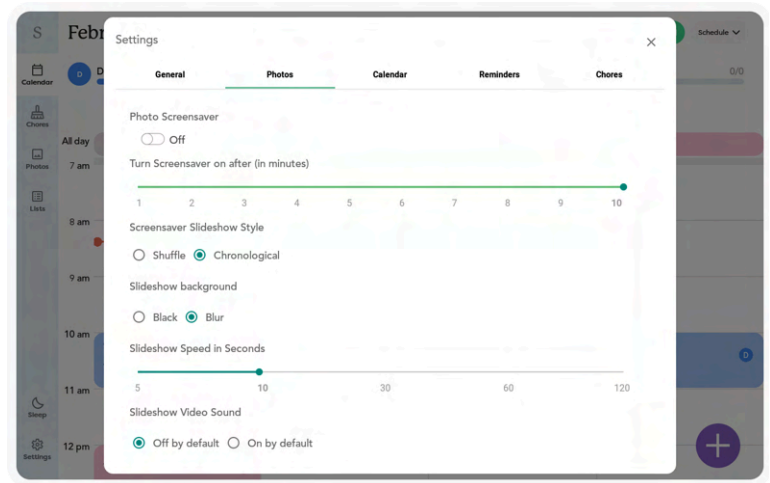 S
Febr
Schedule
Settings
Calendar
D
D
0/0
General Photos Calendar Reminders Chores
Chores
Photo Screensaver
Off
All day
Photos
7 am
Turn Screensaver on after (in minutes)
1 2 3 4 5 6 7 8 9 10
Lists
8 am
Screensaver Slideshow Style
Shuffle Chronological
9 am
Slideshow background
Black Blur
10 am
Slideshow Speed in Seconds
D
5 10 30 60 120
11 am
Sleep
Slideshow Video Sound
Off by default On by default
12 pm
Settings